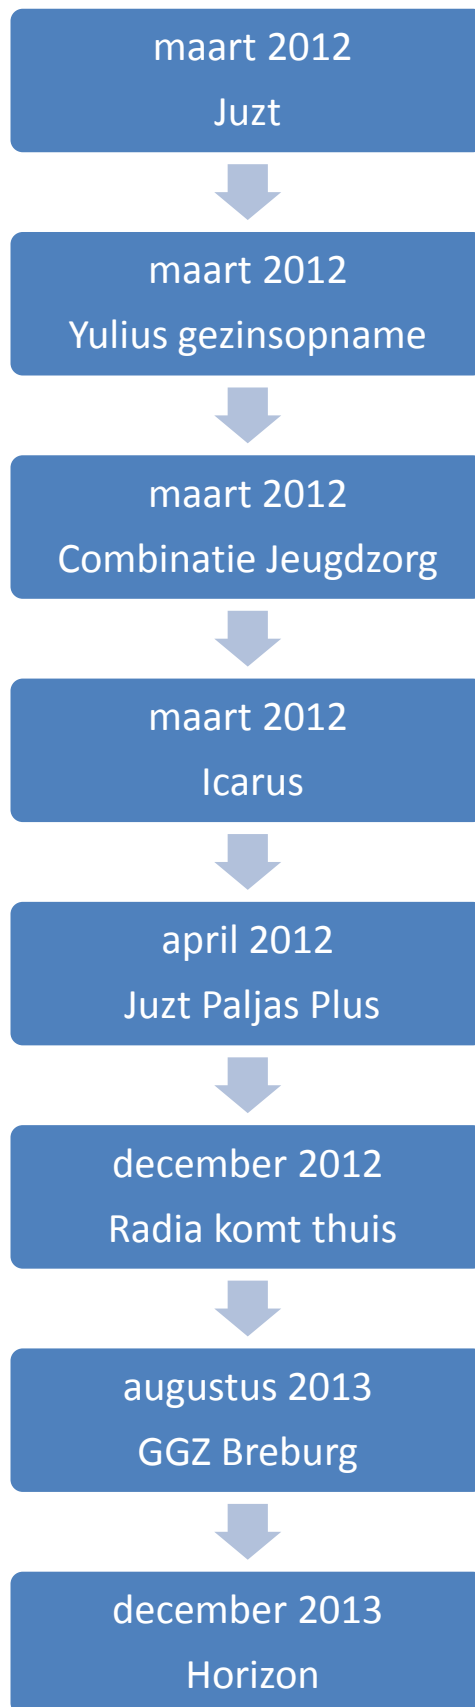 maart 2012
Juzt
maart 2012
Yulius gezinsopname
maart 2012
Combinatie Jeugdzorg
maart 2012
Icarus
april 2012
Juzt Paljas Plus
december 2012
Radia komt thuis
augustus 2013
GGZ Breburg
december 2013
Horizon